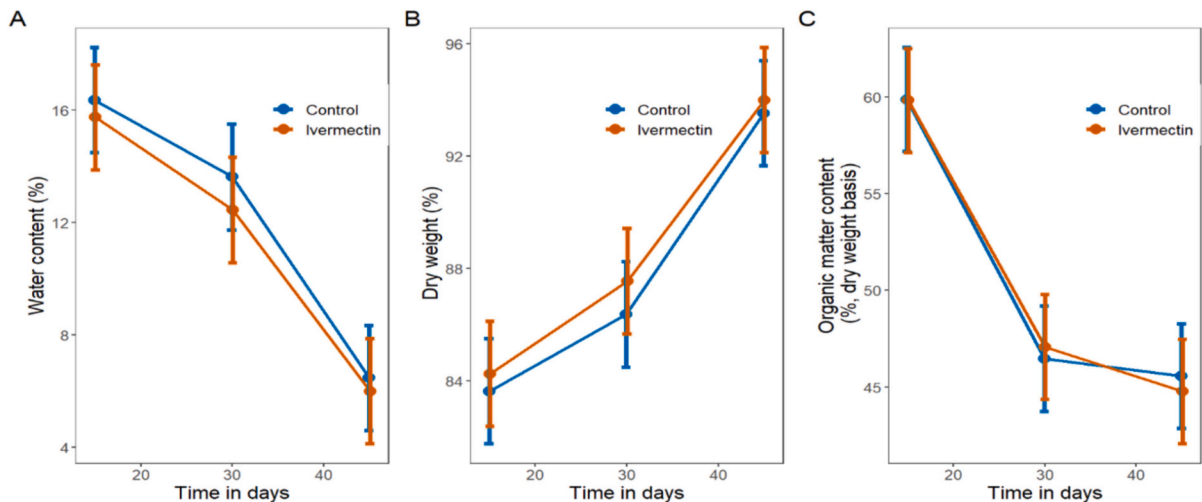 A
Water content (%)
16
12
8
4
Control
Ivermectin
20
30
40
Time in days
B
Dry weight (%)
96
92
88
84
Control
Ivermectin
20
30
40
Time in days
C
Organic matter content
(%, dry weight basis)
60
55
50
45
Control
Ivermectin
20
30
40
Time in days